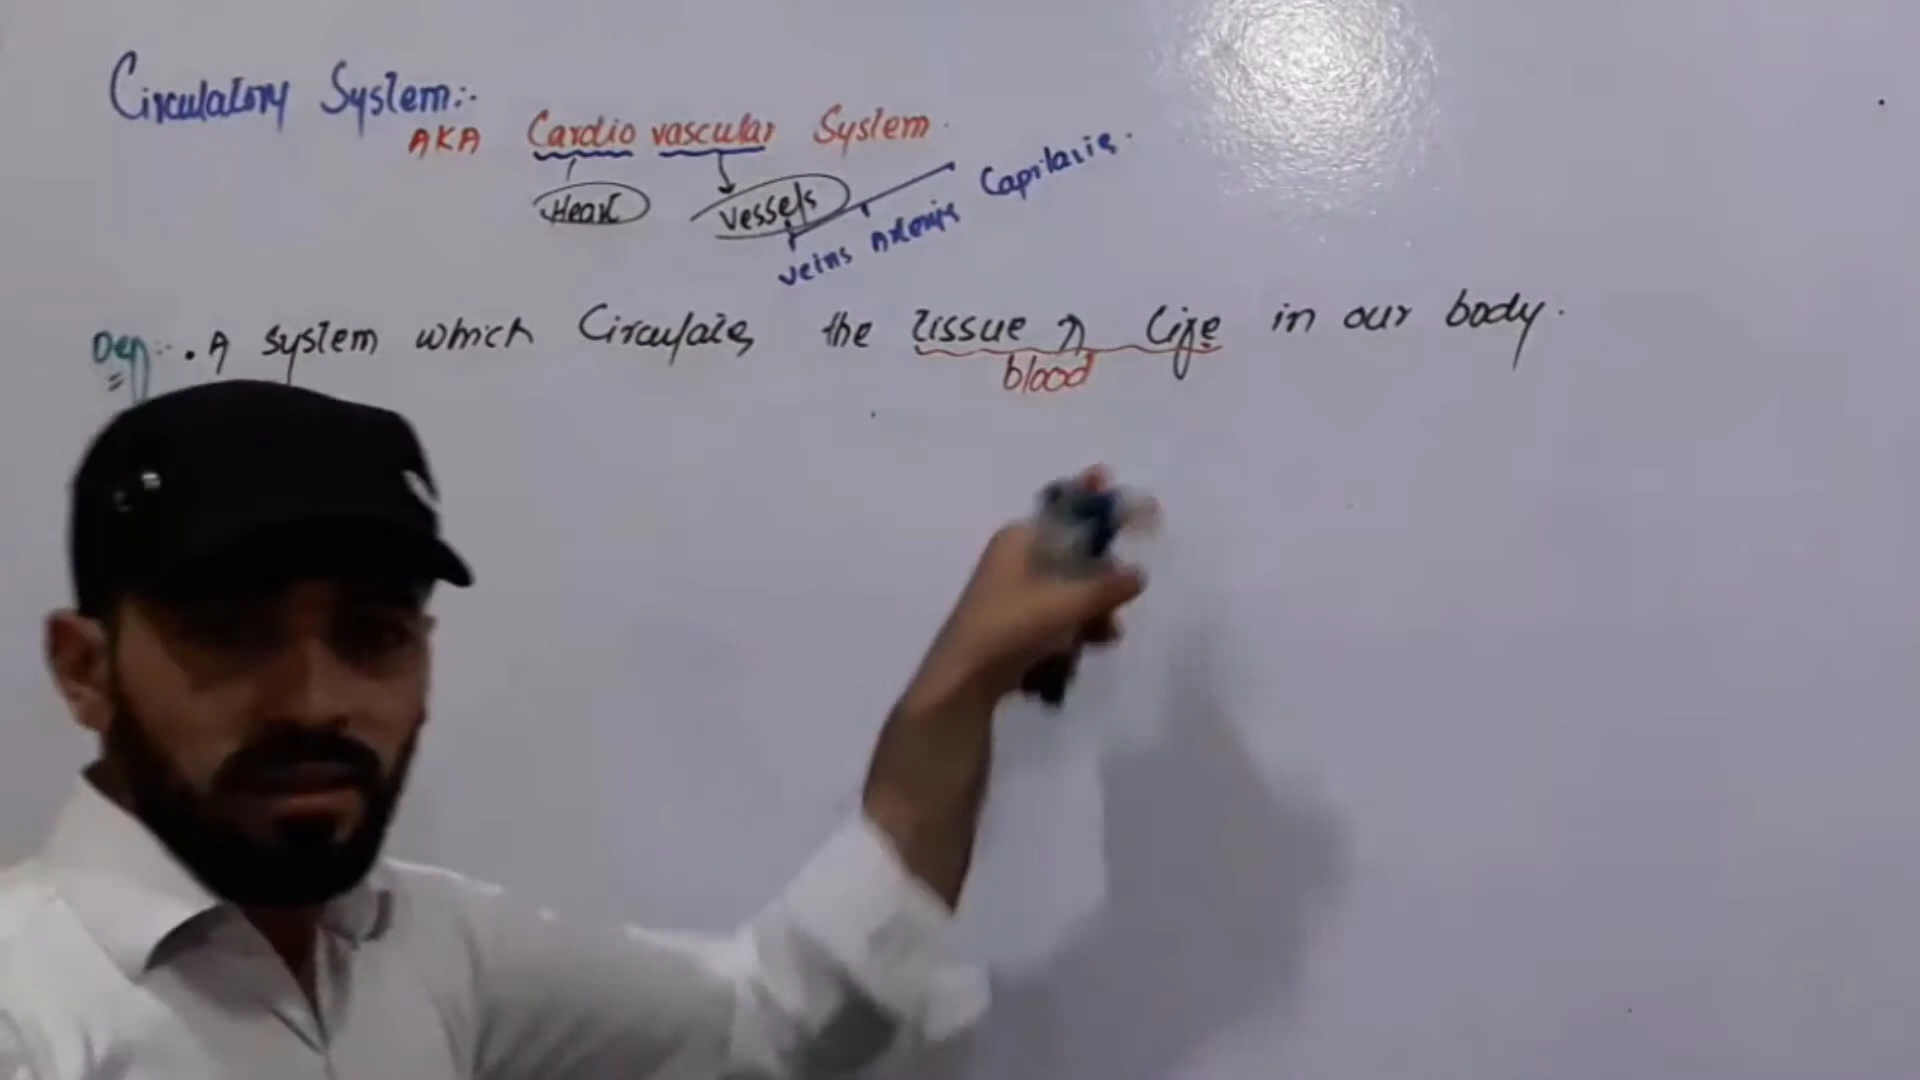 Circulatory System:-
AKA Cardio vascular System.
Heart Vessels
Veins Arteries Capilaries.
Def:- . A system which Circulates the tissue of life in our body.
blood